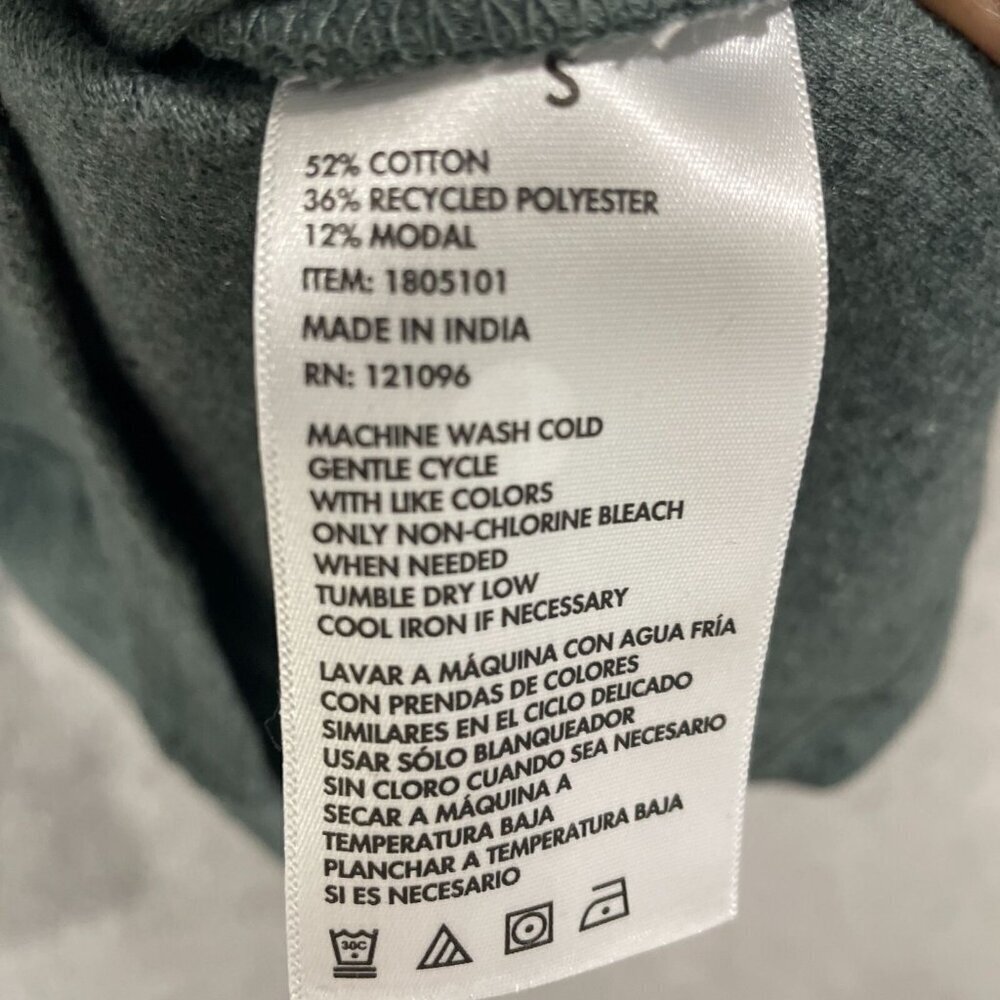 S
52% COTTON
36% RECYCLED POLYESTER
12% MODAL
ITEM: 1805101
MADE IN INDIA
RN: 121096
MACHINE WASH COLD
GENTLE CYCLE
WITH LIKE COLORS
ONLY NON-CHLORINE BLEACH
WHEN NEEDED
TUMBLE DRY LOW
COOL IRON IF NECESSARY
LAVAR A MÁQUINA CON AGUA FRÍA
CON PRENDAS DE COLORES
SIMILARES EN EL CICLO DELICADO
USAR SÓLO BLANQUEADOR
SIN CLORO CUANDO SEA NECESARIO
SECAR A MÁQUINA A
TEMPERATURA BAJA
PLANCHAR A TEMPERATURA BAJA
SI ES NECESARIO
30C